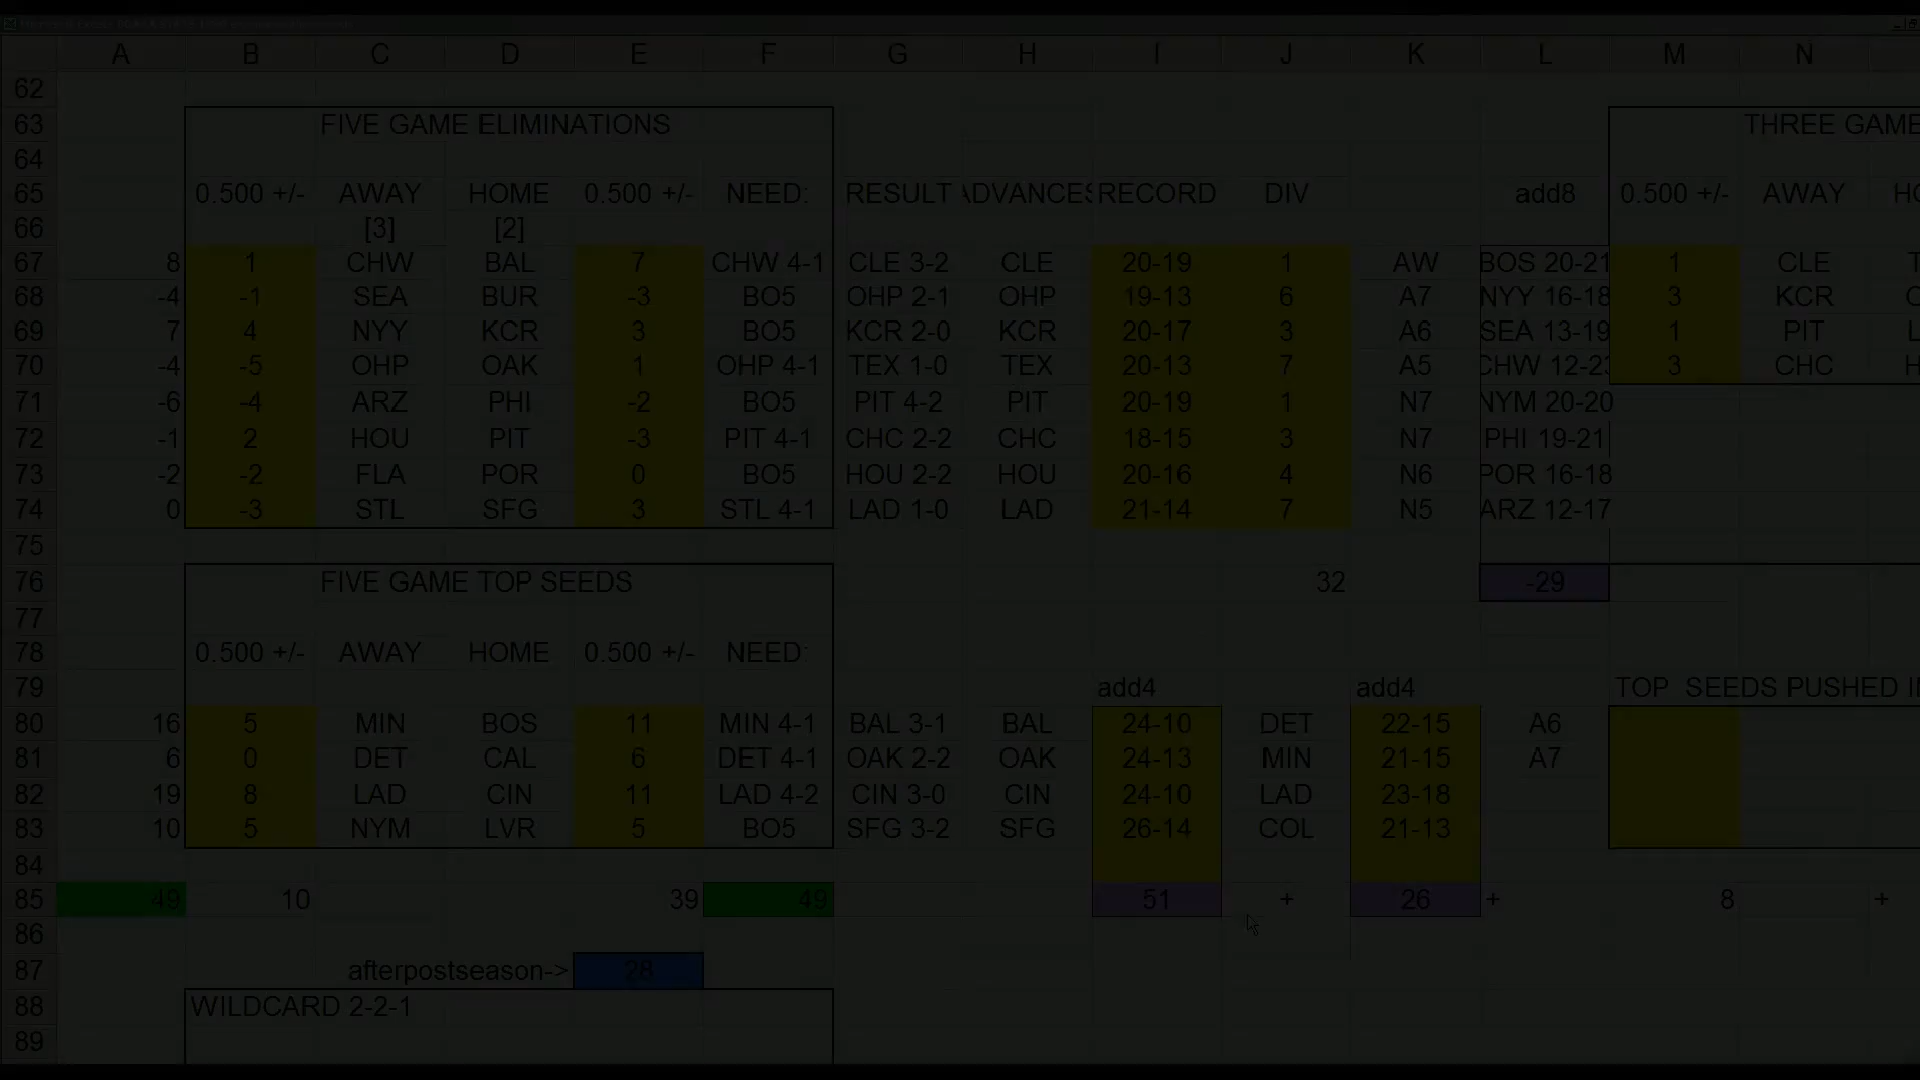 A B C D E F G H I J K L M N
62
63 FIVE GAME ELIMINATIONS THREE GAME
64
65 0.500 +/- AWAY HOME 0.500 +/- NEED: RESULT ADVANCES RECORD DIV add8 0.500 +/- AWAY HO
66 [3] [2]
67 8 1 CHW BAL 7 CHW 4-1 CLE 3-2 CLE 20-19 1 AW BOS 20-21 1 CLE T
68 -4 -1 SEA BUR -3 BO5 OHP 2-1 OHP 19-13 6 A7 NYY 16-18 3 KCR C
69 7 4 NYY KCR 3 BO5 KCR 2-0 KCR 20-17 3 A6 SEA 13-19 1 PIT L
70 -4 -5 OHP OAK 1 OHP 4-1 TEX 1-0 TEX 20-13 7 A5 CHW 12-23 3 CHC H
71 -6 -4 ARZ PHI -2 BO5 PIT 4-2 PIT 20-19 1 N7 NYM 20-20
72 -1 2 HOU PIT -3 PIT 4-1 CHC 2-2 CHC 18-15 3 N7 PHI 19-21
73 -2 -2 FLA POR 0 BO5 HOU 2-2 HOU 20-16 4 N6 POR 16-18
74 0 -3 STL SFG 3 STL 4-1 LAD 1-0 LAD 21-14 7 N5 ARZ 12-17
75
76 FIVE GAME TOP SEEDS 32 -29
77
78 0.500 +/- AWAY HOME 0.500 +/- NEED:
79 add4 add4 TOP SEEDS PUSHED I
80 16 5 MIN BOS 11 MIN 4-1 BAL 3-1 BAL 24-10 DET 22-15 A6
81 6 0 DET CAL 6 DET 4-1 OAK 2-2 OAK 24-13 MIN 21-15 A7
82 19 8 LAD CIN 11 LAD 4-2 CIN 3-0 CIN 24-10 LAD 23-18
83 10 5 NYM LVR 5 BO5 SFG 3-2 SFG 26-14 COL 21-13
84
85 49 10 39 49 51 + 26 + 8 +
86
87 afterpostseason-> 28
88 WILDCARD 2-2-1
89